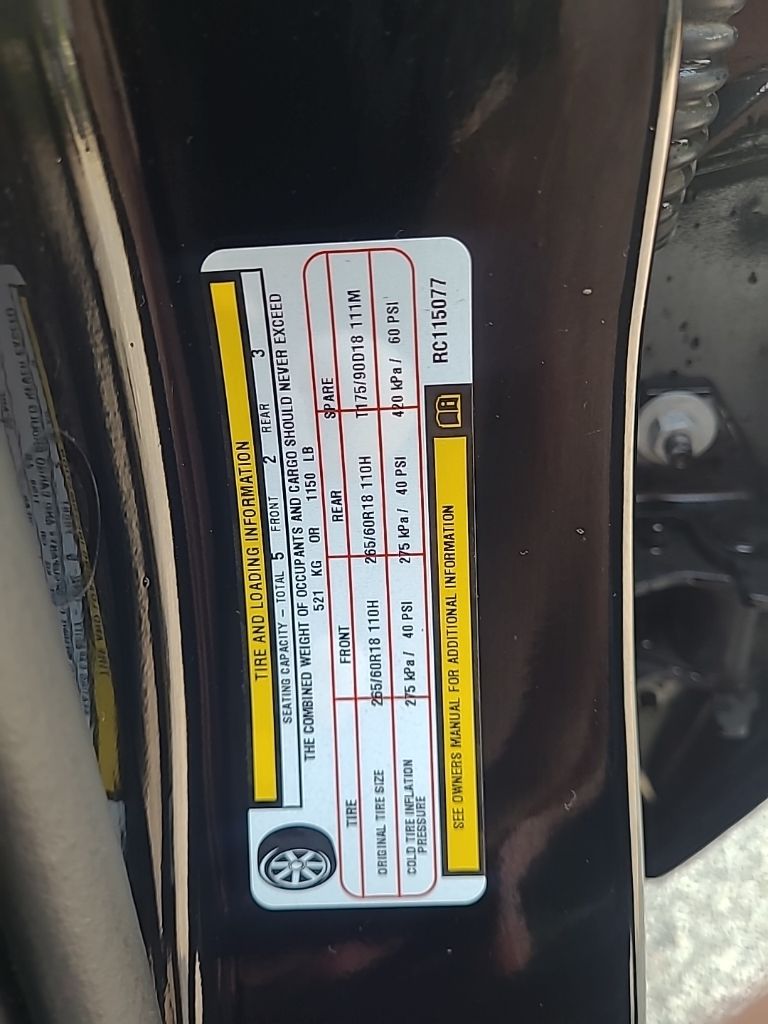 TIRE AND LOADING INFORMATION
SEATING CAPACITY – TOTAL 5 FRONT 2 REAR 3
THE COMBINED WEIGHT OF OCCUPANTS AND CARGO SHOULD NEVER EXCEED
521 KG OR 1150 LB
TIRE FRONT REAR SPARE
ORIGINAL TIRE SIZE 265/60R18 110H 265/60R18 110H T175/90D18 111M
COLD TIRE INFLATION PRESSURE 275 kPa / 40 PSI 275 kPa / 40 PSI 420 kPa / 60 PSI
SEE OWNERS MANUAL FOR ADDITIONAL INFORMATION RC115077